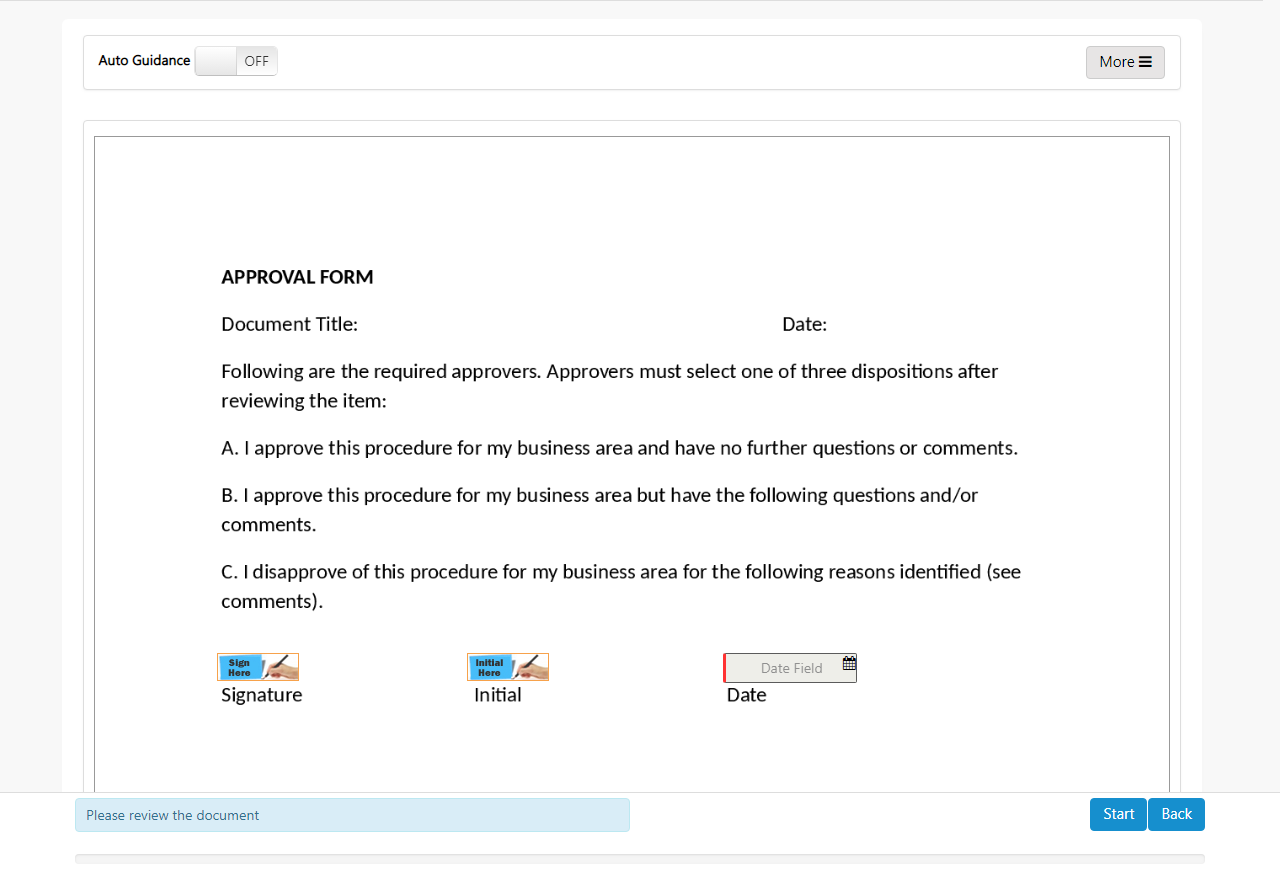 Auto Guidance OFF More
APPROVAL FORM
Document Title: Date:
Following are the required approvers. Approvers must select one of three dispositions after
reviewing the item:
A. I approve this procedure for my business area and have no further questions or comments.
B. I approve this procedure for my business area but have the following questions and/or
comments.
C. I disapprove of this procedure for my business area for the following reasons identified (see
comments).
Sign
Here
Initial
Here
Date Field
Signature Initial Date
Please review the document Start Back